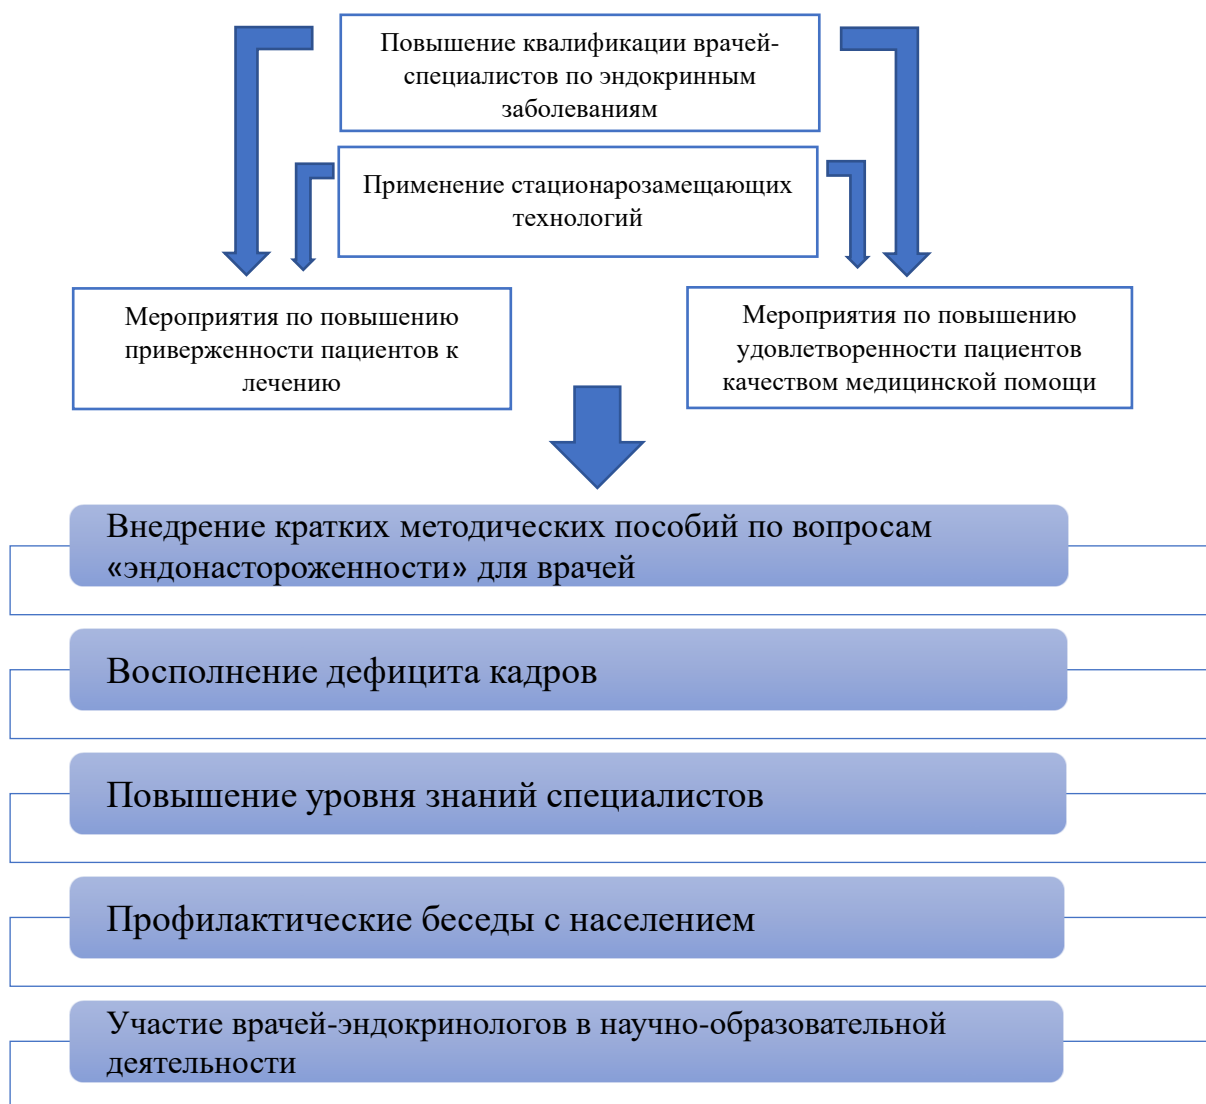 Повышение квалификации врачей-
специалистов по эндокринным
заболеваниям
Применение стационарозамещающих
технологий
Мероприятия по повышению
приверженности пациентов к
лечению
Мероприятия по повышению
удовлетворенности пациентов
качеством медицинской помощи
Внедрение кратких методических пособий по вопросам
«эндонастороженности» для врачей
Восполнение дефицита кадров
Повышение уровня знаний специалистов
Профилактические беседы с населением
Участие врачей-эндокринологов в научно-образовательной
деятельности